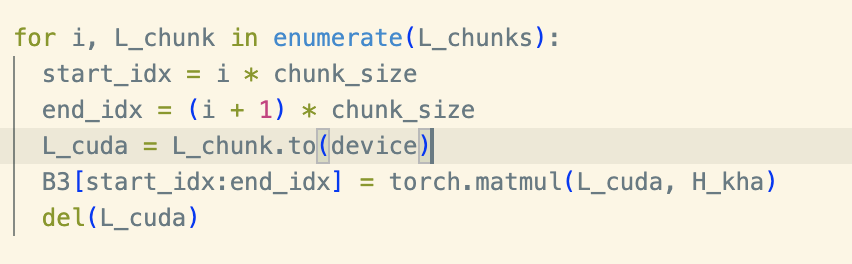 for i, L_chunk in enumerate(L_chunks):
start_idx = i * chunk_size
end_idx = (i + 1) * chunk_size
L_cuda = L_chunk.to(device)
B3[start_idx:end_idx] = torch.matmul(L_cuda, H_kha)
del(L_cuda)